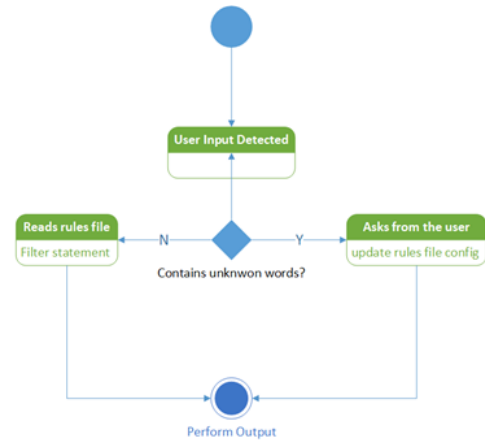 User Input Detected
Reads rules file
Filter statement
N
Y
Asks from the user
update rules file config
Contains unknwon words?
Perform Output